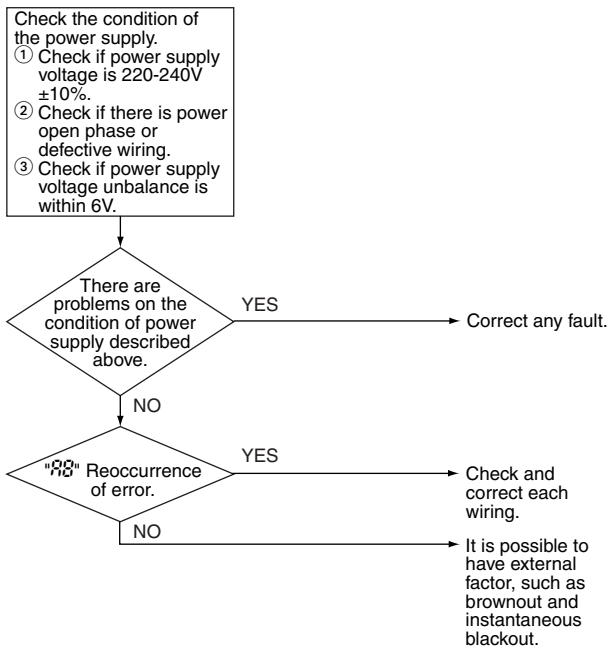 Check the condition of
the power supply.
① Check if power supply
voltage is 220-240V
±10%.
② Check if there is power
open phase or
defective wiring.
③ Check if power supply
voltage unbalance is
within 6V.
There are
problems on the
condition of power
supply described
above.
YES
Correct any fault.
NO
"A8" Reoccurrence
of error.
YES
Check and
correct each
wiring.
NO
It is possible to
have external
factor, such as
brownout and
instantaneous
blackout.